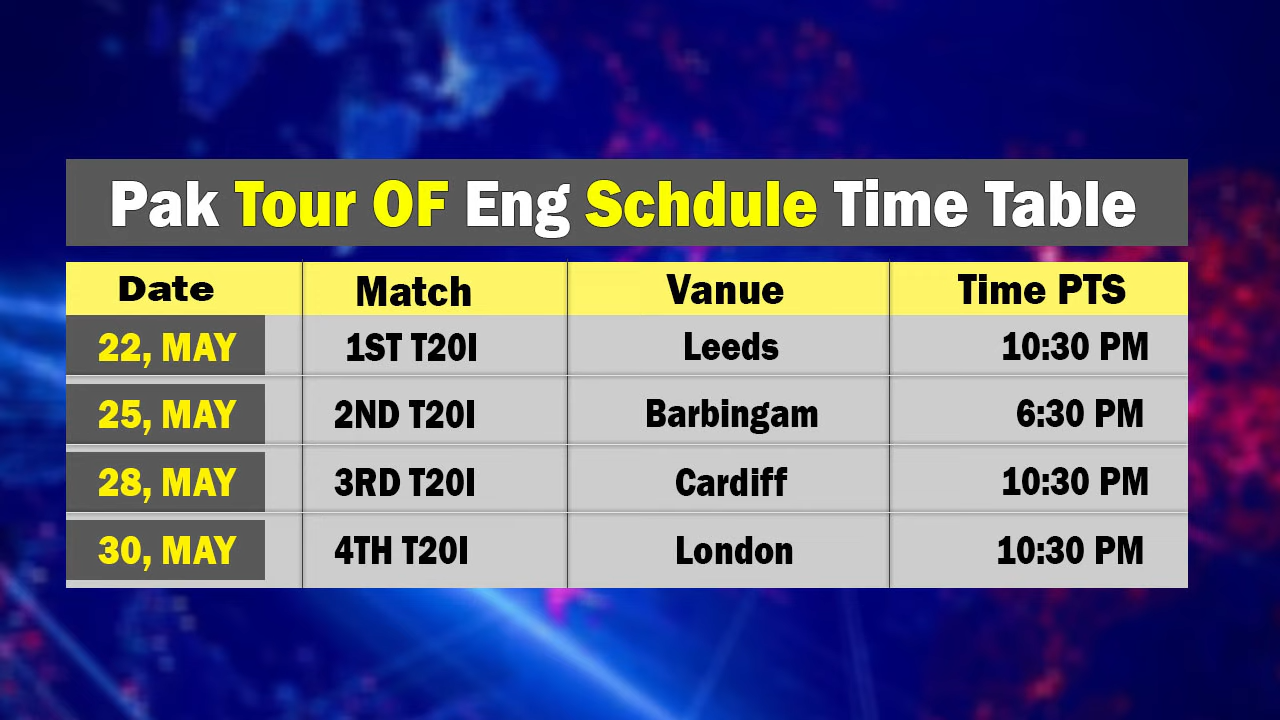 Pak Tour OF Eng Schdule Time Table
Date Match Vanue Time PTS
22, MAY 1ST T20I Leeds 10:30 PM
25, MAY 2ND T20I Barbingam 6:30 PM
28, MAY 3RD T20I Cardiff 10:30 PM
30, MAY 4TH T20I London 10:30 PM